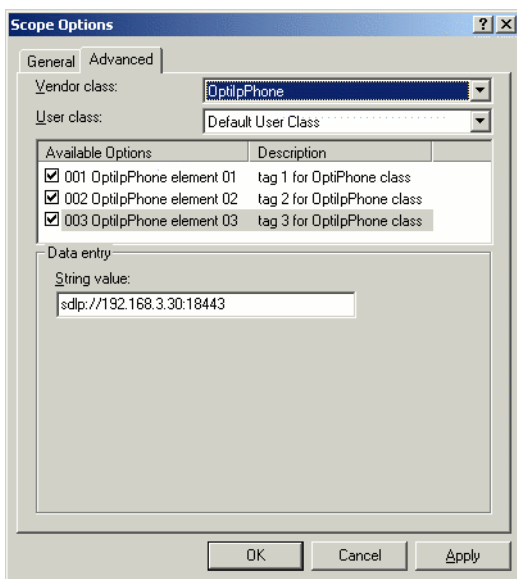 Scope Options
General Advanced
Vendor class: OptiIpPhone
User class: Default User Class
Available Options Description
001 OptiIpPhone element 01 tag 1 for OptiPhone class
002 OptiIpPhone element 02 tag 2 for OptiIpPhone class
003 OptiIpPhone element 03 tag 3 for OptiIpPhone class
Data entry
String value:
sdlp://192.168.3.30:18443
OK Cancel Apply